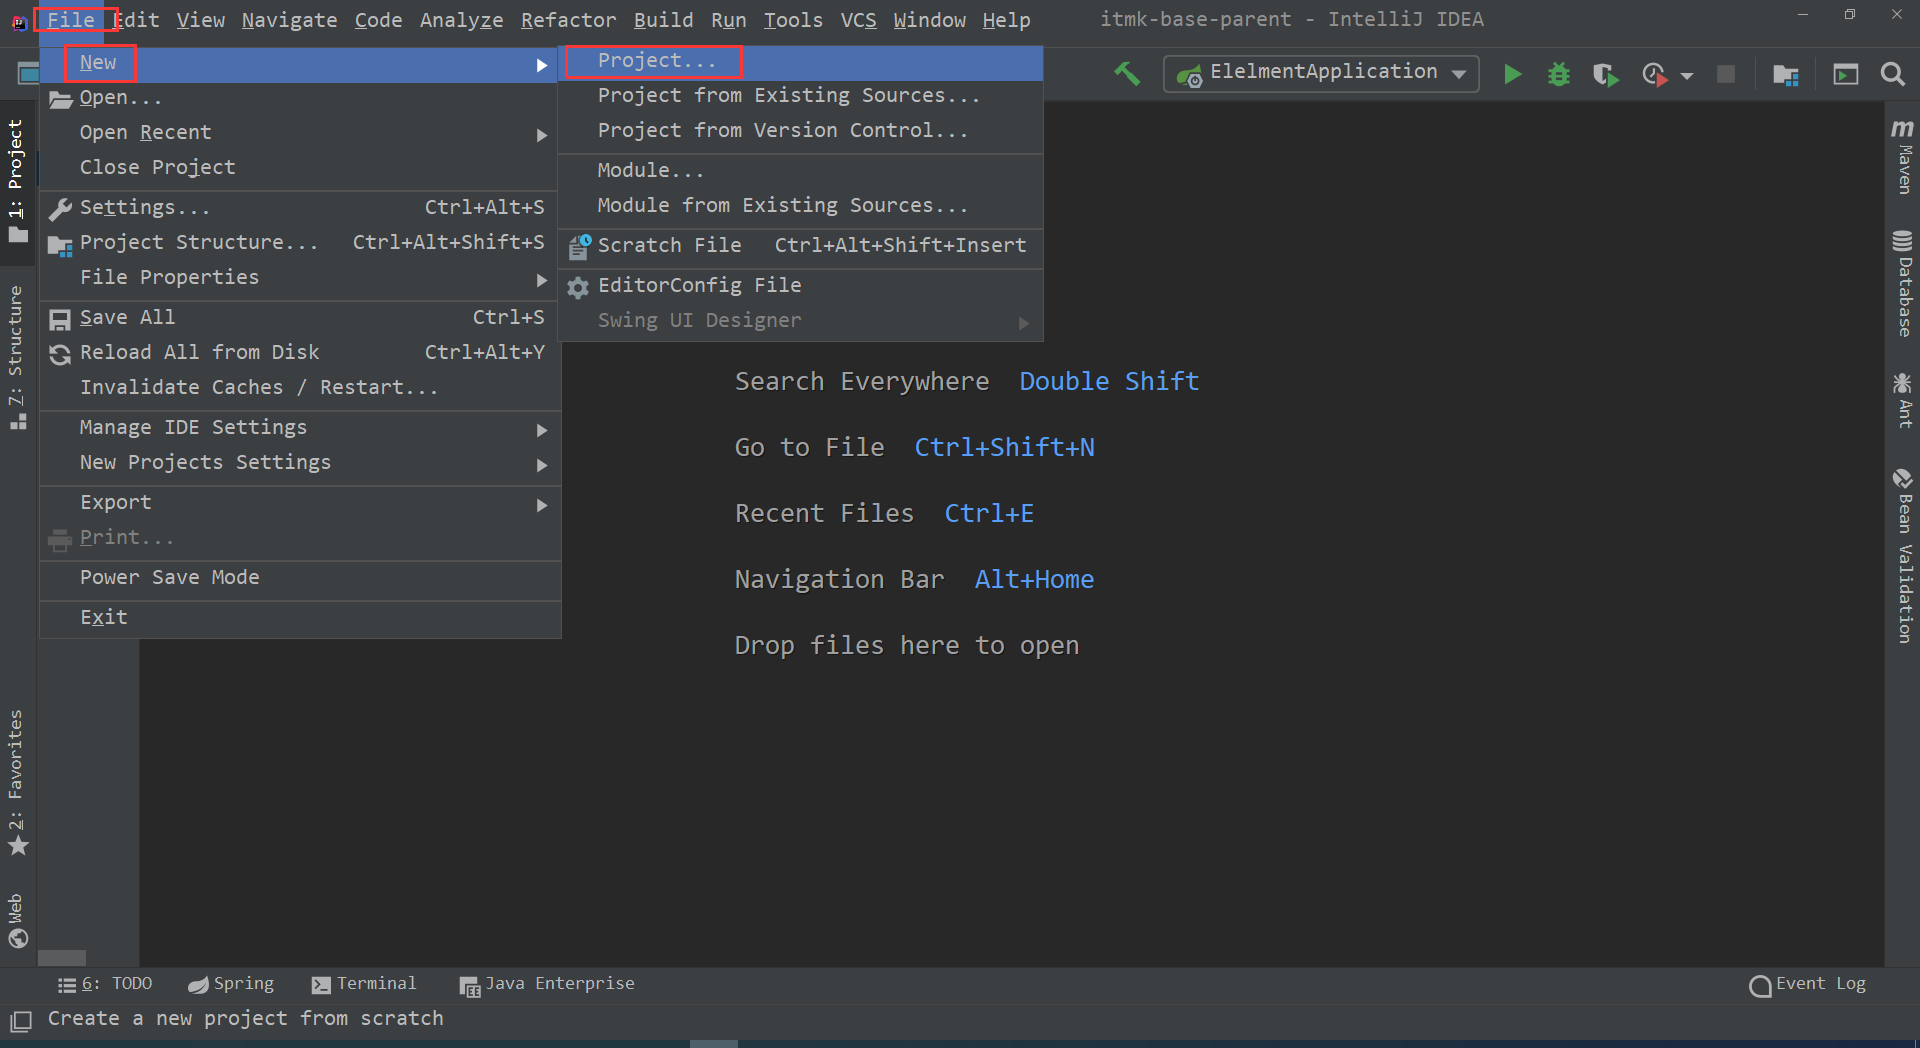 File Edit View Navigate Code Analyze Refactor Build Run Tools VCS Window Help itmk-base-parent - IntelliJ IDEA
ElelmentApplication
New
Open...
Open Recent
Close Project
Settings... Ctrl+Alt+S
Project Structure... Ctrl+Alt+Shift+S
File Properties
Save All Ctrl+S
Reload All from Disk Ctrl+Alt+Y
Invalidate Caches / Restart...
Manage IDE Settings
New Projects Settings
Export
Print...
Power Save Mode
Exit
Project...
Project from Existing Sources...
Project from Version Control...
Module...
Module from Existing Sources...
Scratch File Ctrl+Alt+Shift+Insert
EditorConfig File
Swing UI Designer
Search Everywhere Double Shift
Go to File Ctrl+Shift+N
Recent Files Ctrl+E
Navigation Bar Alt+Home
Drop files here to open
1: Project
7: Structure
2: Favorites
Web
m Maven
Database
Ant
Bean Validation
6: TODO Spring Terminal Java Enterprise Event Log
Create a new project from scratch